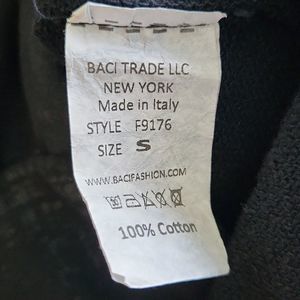 BACI TRADE LLC
NEW YORK
Made in Italy
STYLE F9176
SIZE S
WWW.BACIFASHION.COM
100% Cotton